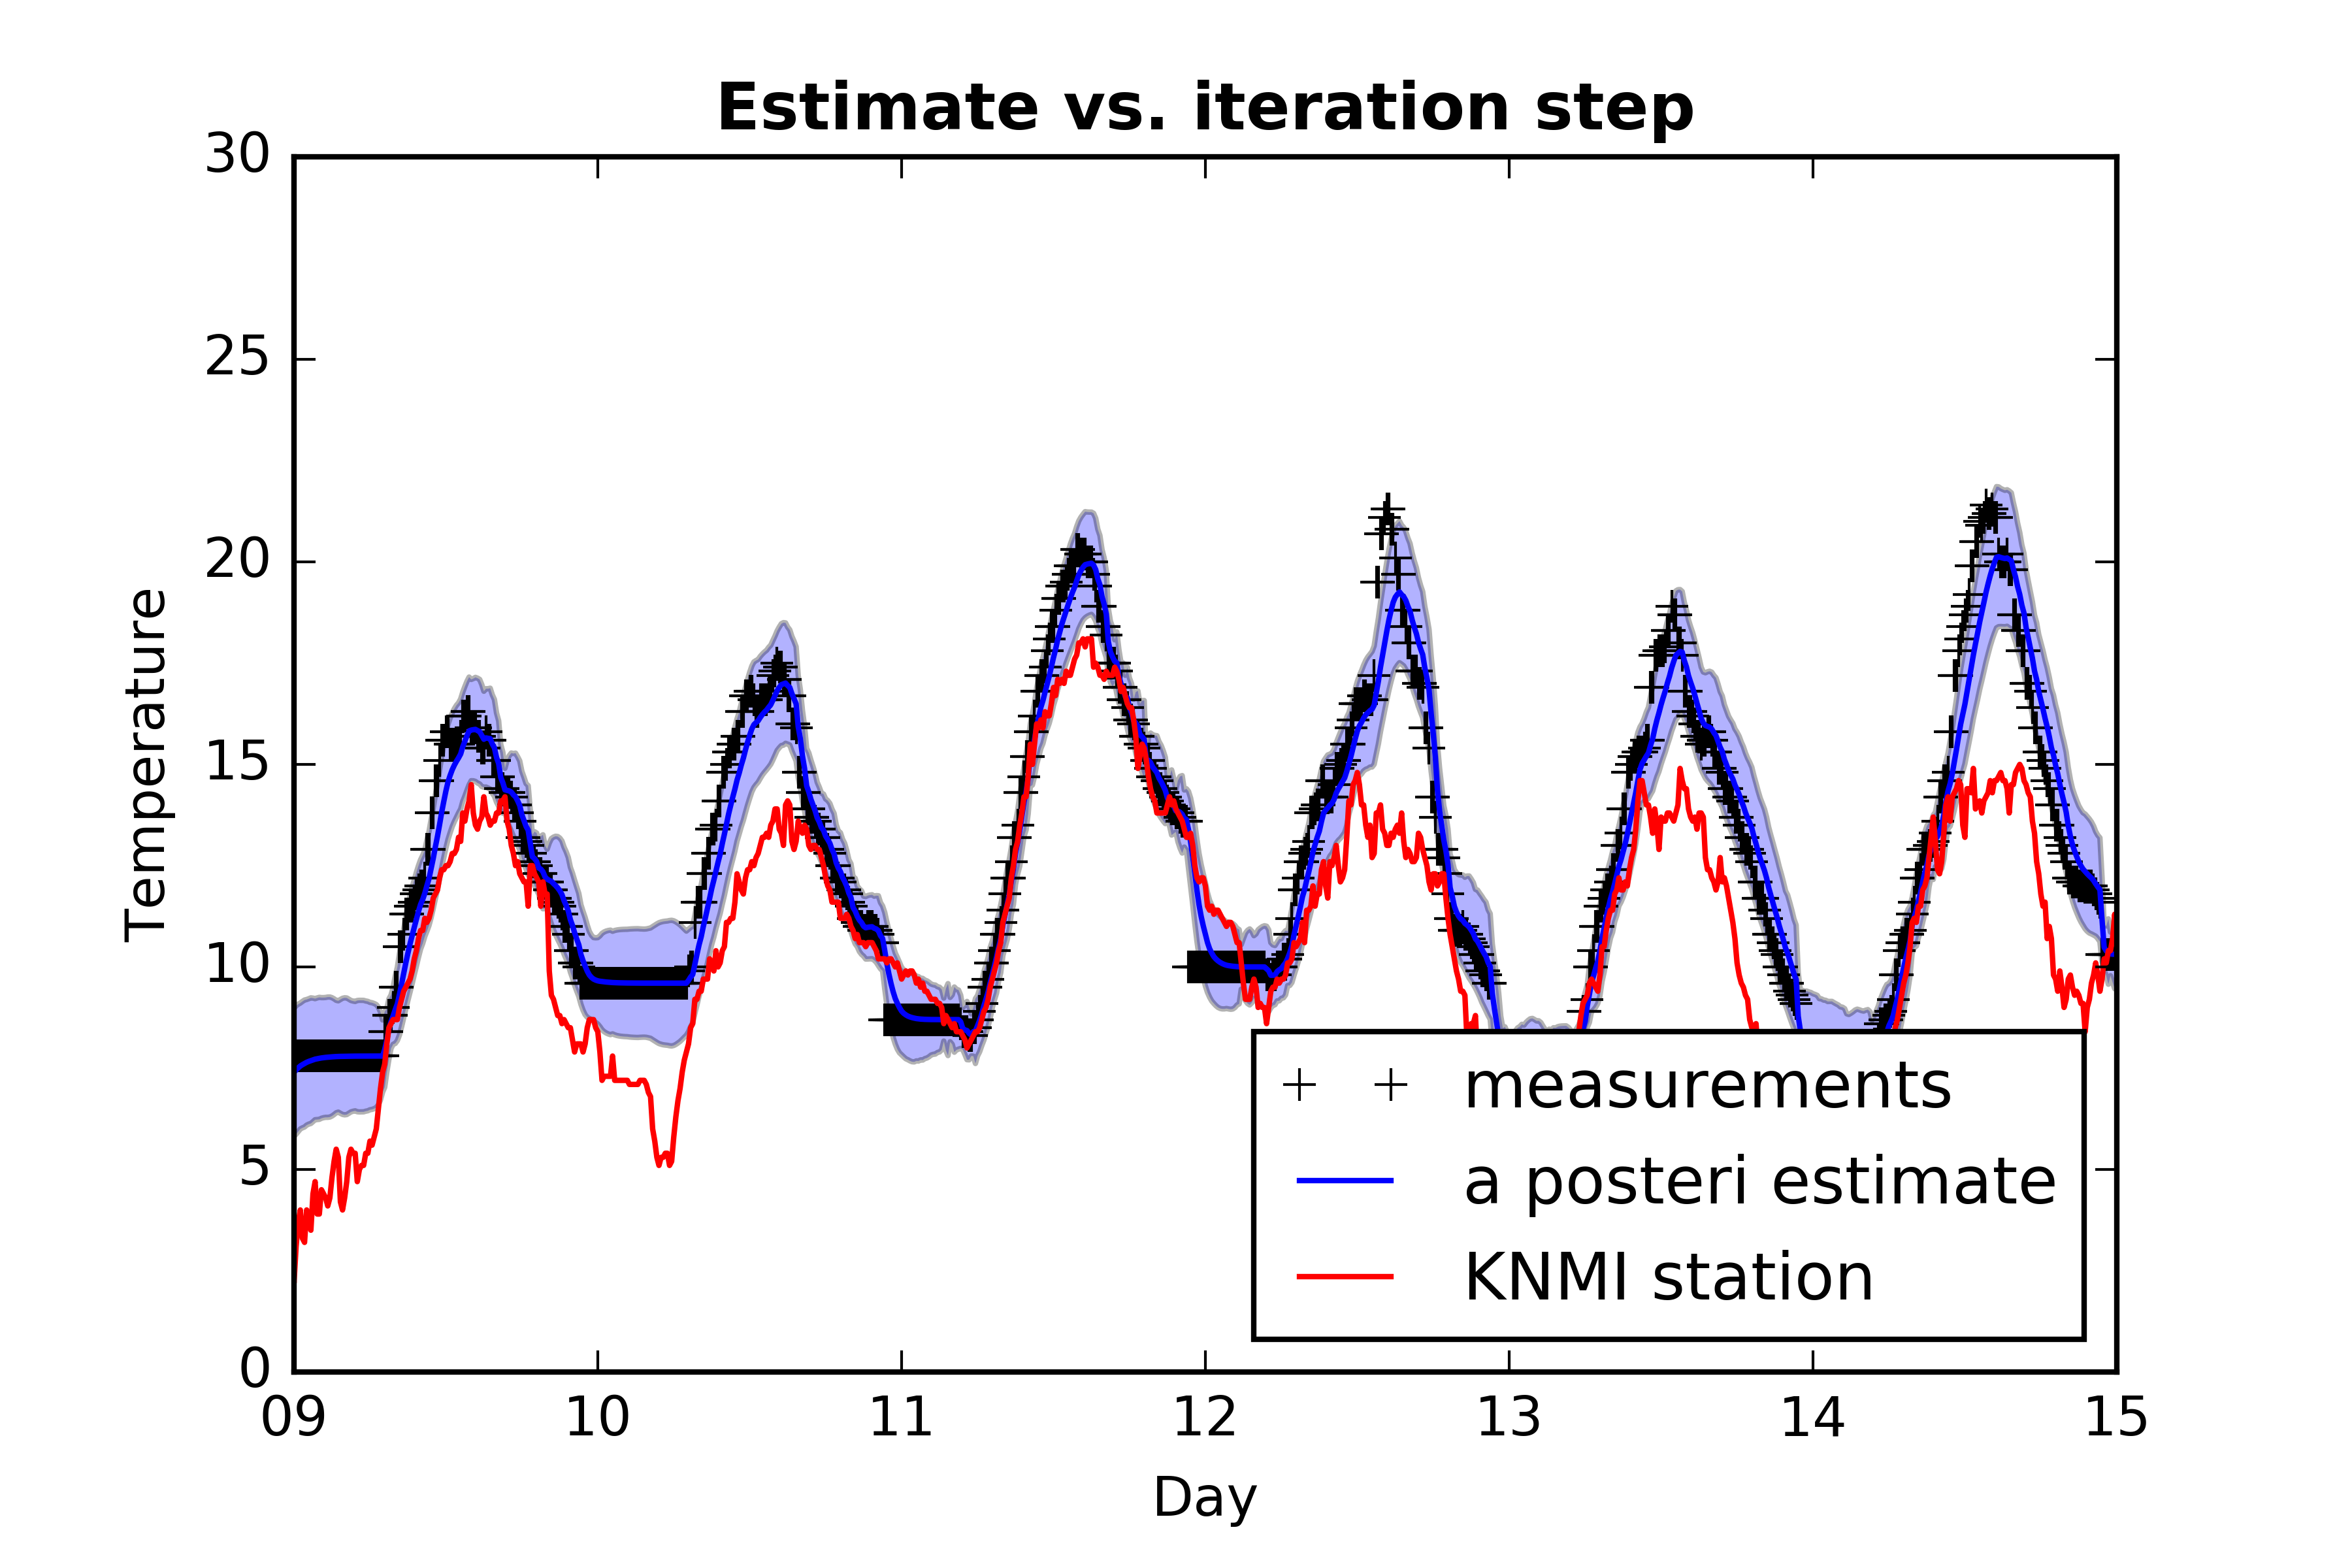 Estimate vs. iteration step
30
25
20
15
10
5
0
Temperature
09 10 11 12 13 14 15
Day
measurements
a posteri estimate
KNMI station